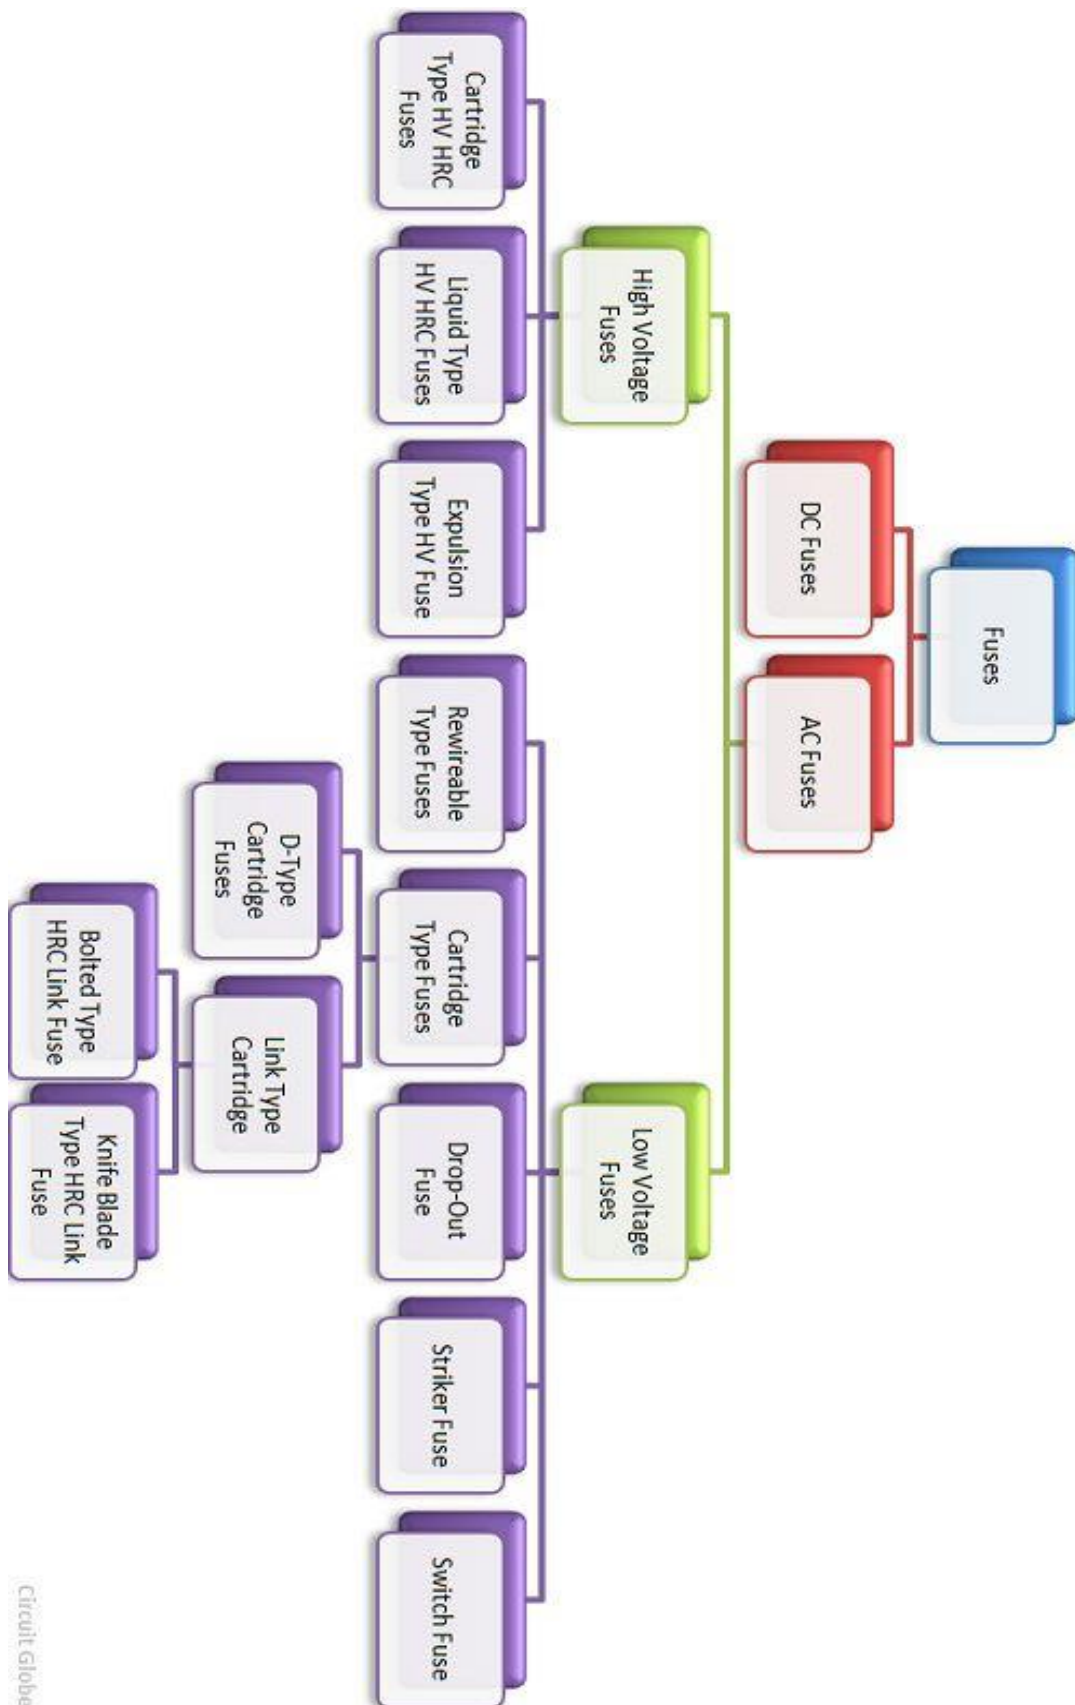 Fuses
DC Fuses
AC Fuses
High Voltage
Fuses
Low Voltage
Fuses
Cartridge
Type HV HRC
Fuses
Liquid Type
HV HRC Fuses
Expulsion
Type HV Fuse
Rewireable
Type Fuses
Cartridge
Type Fuses
Drop-Out
Fuse
Striker Fuse
Switch Fuse
D-Type
Cartridge
Fuses
Link Type
Cartridge
Bolted Type
HRC Link Fuse
Knife Blade
Type HRC Link
Fuse
Circuit Globe